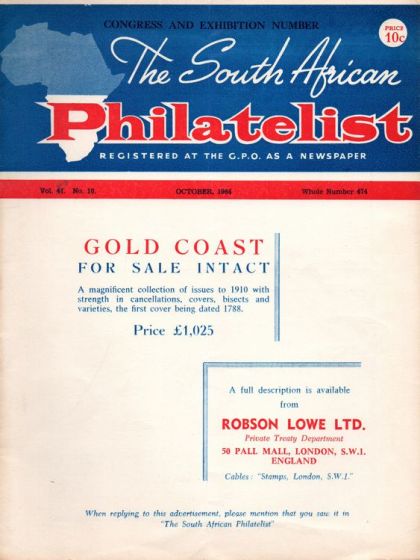 CONGRESS AND EXHIBITION NUMBER
PRICE
10c
The South African
Philatelist
REGISTERED AT THE G.P.O. AS A NEWSPAPER
Vol. 41. No. 10. OCTOBER, 1964 Whole Number 474
GOLD COAST
FOR SALE INTACT
A magnificent collection of issues to 1910 with
strength in cancellations, covers, bisects and
varieties, the first cover being dated 1788.
Price £1,025
A full description is available
from
ROBSON LOWE LTD.
Private Treaty Department
50 PALL MALL, LONDON, S.W.1.
ENGLAND
Cables: "Stamps, London, S.W.1."
When replying to this advertisement, please mention that you saw it in
"The South African Philatelist"